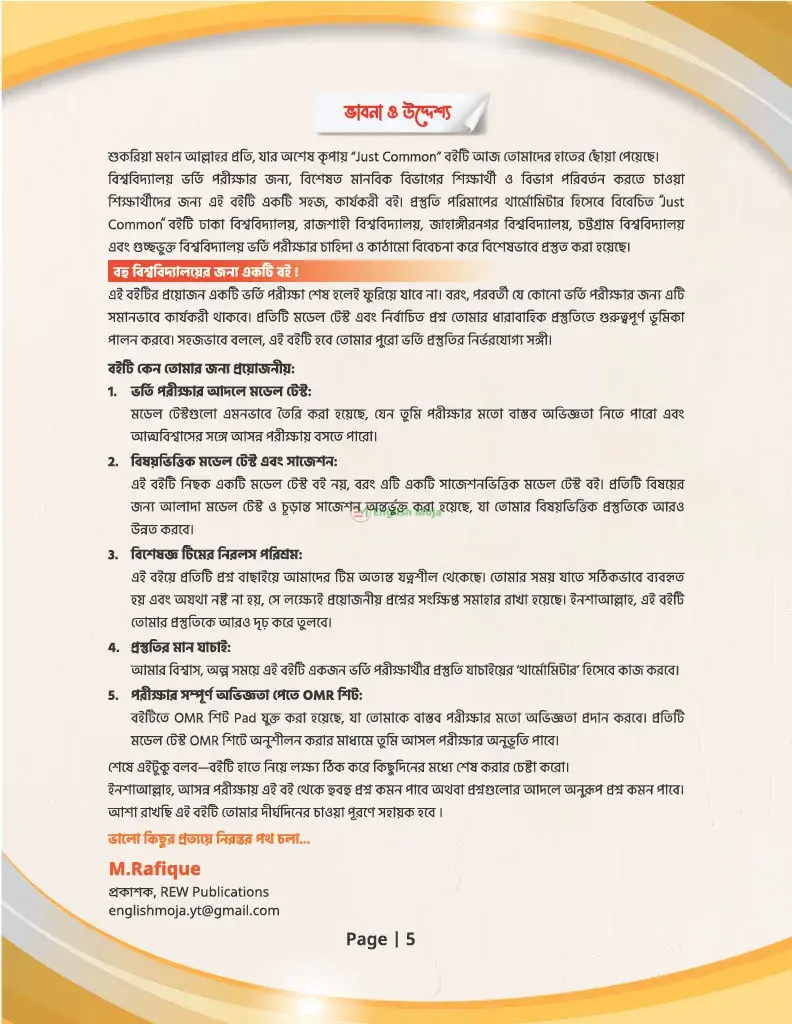 ভাবনা ও উদ্দেশ্য
শুকরিয়া মহান আল্লাহর প্রতি, যার অশেষ কৃপায় “Just Common” বইটি আজ তোমাদের হাতের ছোঁয়া পেয়েছে।
বিশ্ববিদ্যালয় ভর্তি পরীক্ষার জন্য, বিশেষত মানবিক বিভাগের শিক্ষার্থী ও বিভাগ পরিবর্তন করতে চাওয়া
শিক্ষার্থীদের জন্য এই বইটি একটি সহজ, কার্যকরী বই। প্রস্তুতি পরিমাপের থার্মোমিটার হিসেবে বিবেচিত “Just
Common” বইটি ঢাকা বিশ্ববিদ্যালয়, রাজশাহী বিশ্ববিদ্যালয়, জাহাঙ্গীরনগর বিশ্ববিদ্যালয়, চট্টগ্রাম বিশ্ববিদ্যালয়
এবং গুচ্ছভুক্ত বিশ্ববিদ্যালয় ভর্তি পরীক্ষার চাহিদা ও কাঠামো বিবেচনা করে বিশেষভাবে প্রস্তুত করা হয়েছে।
বহু বিশ্ববিদ্যালয়ের জন্য একটি বই !
এই বইটির প্রয়োজন একটি ভর্তি পরীক্ষা শেষ হলেই ফুরিয়ে যাবে না। বরং, পরবর্তী যে কোনো ভর্তি পরীক্ষার জন্য এটি
সমানভাবে কার্যকরী থাকবে। প্রতিটি মডেল টেস্ট এবং নির্বাচিত প্রশ্ন তোমার ধারাবাহিক প্রস্তুতিতে গুরুত্বপূর্ণ ভূমিকা
পালন করবে। সহজভাবে বললে, এই বইটি হবে তোমার পুরো ভর্তি প্রস্তুতির নির্ভরযোগ্য সঙ্গী।
বইটি কেন তোমার জন্য প্রয়োজনীয়:
1. ভর্তি পরীক্ষার আদলে মডেল টেস্ট:
মডেল টেস্টগুলো এমনভাবে তৈরি করা হয়েছে, যেন তুমি পরীক্ষার মতো বাস্তব অভিজ্ঞতা নিতে পারো এবং
আত্মবিশ্বাসের সঙ্গে আসন্ন পরীক্ষায় বসতে পারো।
2. বিষয়ভিত্তিক মডেল টেস্ট এবং সাজেশন:
এই বইটি নিছক একটি মডেল টেস্ট বই নয়, বরং এটি একটি সাজেশনভিত্তিক মডেল টেস্ট বই। প্রতিটি বিষয়ের
জন্য আলাদা মডেল টেস্ট ও চূড়ান্ত সাজেশন অন্তর্ভুক্ত করা হয়েছে, যা তোমার বিষয়ভিত্তিক প্রস্তুতিকে আরও
English Moja
উন্নত করবে।
3. বিশেষজ্ঞ টিমের নিরলস পরিশ্রম:
এই বইয়ে প্রতিটি প্রশ্ন বাছাইয়ে আমাদের টিম অত্যন্ত যত্নশীল থেকেছে। তোমার সময় যাতে সঠিকভাবে ব্যবহৃত
হয় এবং অযথা নষ্ট না হয়, সে লক্ষ্যেই প্রয়োজনীয় প্রশ্নের সংক্ষিপ্ত সমাহার রাখা হয়েছে। ইনশাআল্লাহ, এই বইটি
তোমার প্রস্তুতিকে আরও দৃঢ় করে তুলবে।
4. প্রস্তুতির মান যাচাই:
আমার বিশ্বাস, অল্প সময়ে এই বইটি একজন ভর্তি পরীক্ষার্থীর প্রস্তুতি যাচাইয়ের ‘থার্মোমিটার’ হিসেবে কাজ করবে।
5. পরীক্ষার সম্পূর্ণ অভিজ্ঞতা পেতে OMR শিট:
বইটিতে OMR শিট Pad যুক্ত করা হয়েছে, যা তোমাকে বাস্তব পরীক্ষার মতো অভিজ্ঞতা প্রদান করবে। প্রতিটি
মডেল টেস্ট OMR শিটে অনুশীলন করার মাধ্যমে তুমি আসল পরীক্ষার অনুভূতি পাবে।
শেষে এইটুকু বলব—বইটি হাতে নিয়ে লক্ষ্য ঠিক করে কিছুদিনের মধ্যে শেষ করার চেষ্টা করো।
ইনশাআল্লাহ, আসন্ন পরীক্ষায় এই বই থেকে হুবহু প্রশ্ন কমন পাবে অথবা প্রশ্নগুলোর আদলে অনুরূপ প্রশ্ন কমন পাবে।
আশা রাখছি এই বইটি তোমার দীর্ঘদিনের চাওয়া পূরণে সহায়ক হবে ।
ভালো কিছুর প্রত্যয়ে নিরন্তর পথ চলা...
M.Rafique
প্রকাশক, REW Publications
englishmoja.yt@gmail.com
Page | 5